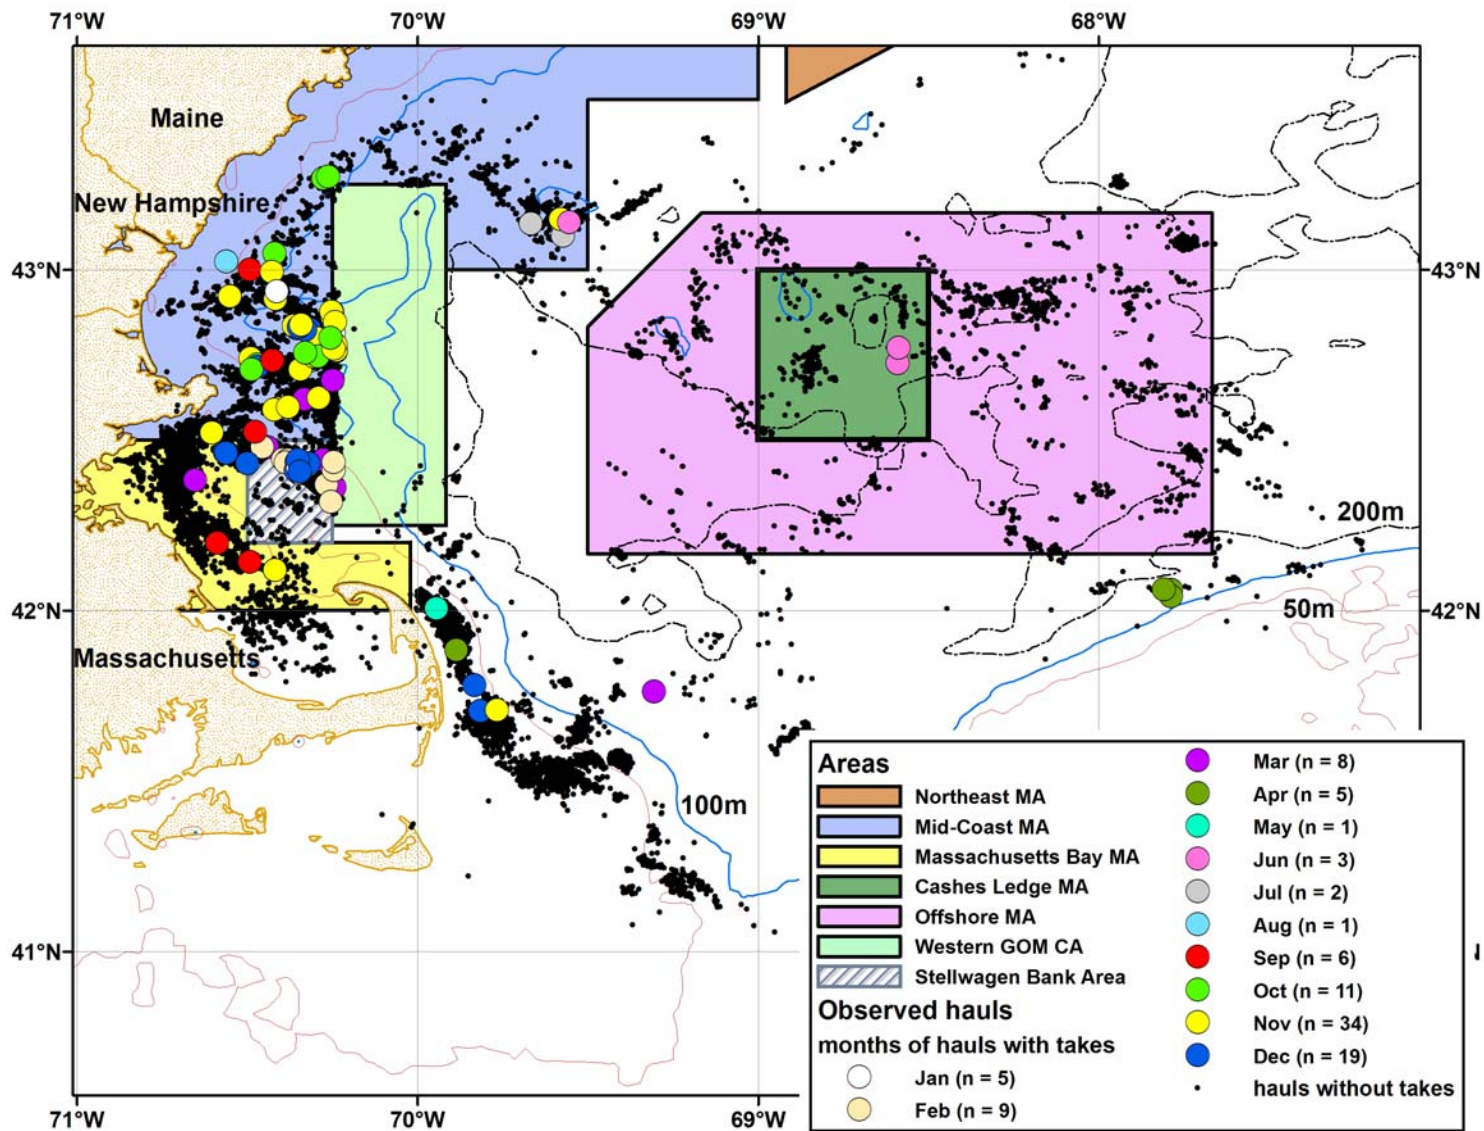 71°W 70°W 69°W 68°W
Maine
New Hampshire
43°N 43°N
200m
50m
42°N 42°N
Massachusetts
100m
41°N
71°W 70°W 69°W
Areas
Northeast MA
Mid-Coast MA
Massachusetts Bay MA
Cashes Ledge MA
Offshore MA
Western GOM CA
Stellwagen Bank Area
Observed hauls
months of hauls with takes
Jan (n = 5)
Feb (n = 9)
Mar (n = 8)
Apr (n = 5)
May (n = 1)
Jun (n = 3)
Jul (n = 2)
Aug (n = 1)
Sep (n = 6)
Oct (n = 11)
Nov (n = 34)
Dec (n = 19)
hauls without takes